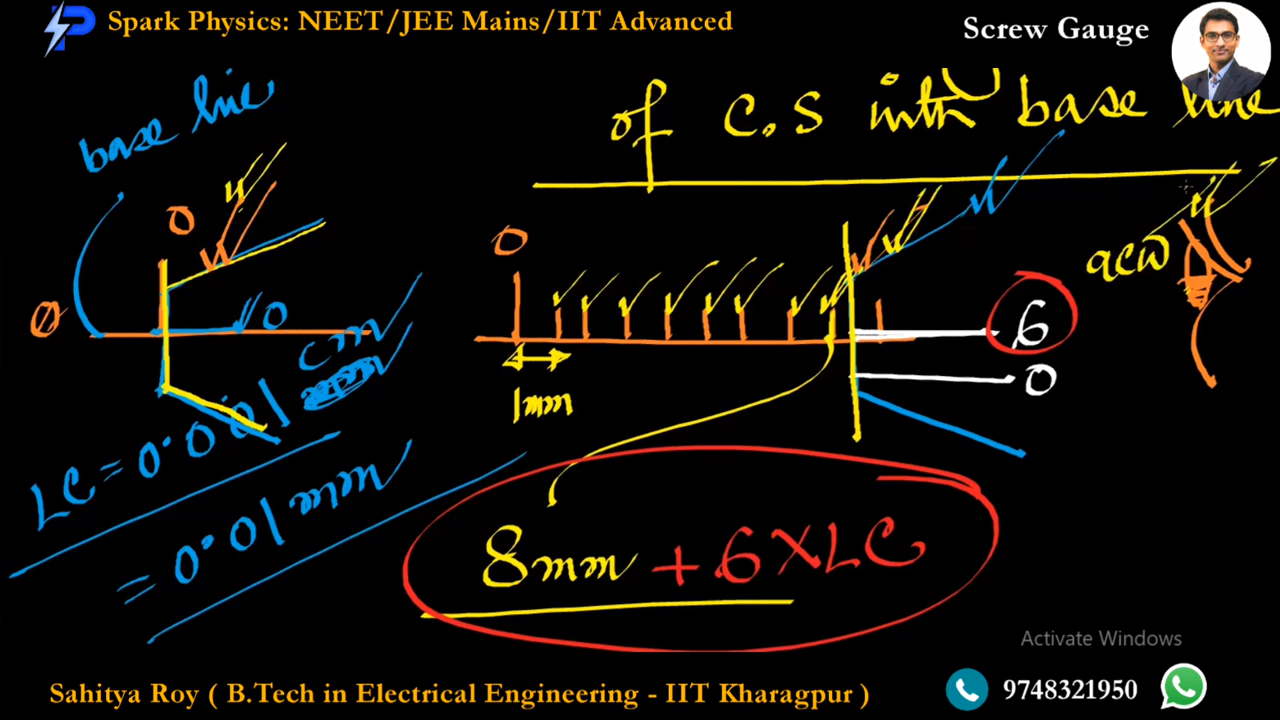 Spark Physics: NEET/JEE Mains/IIT Advanced
Screw Gauge
base line
of C.S with base line
0
0
0
0
acw
6
0
1mm
LC = 0.001 cm
= 0.01 mm
8mm + 6 X LC
Activate Windows
Sahitya Roy ( B.Tech in Electrical Engineering - IIT Kharagpur )
9748321950